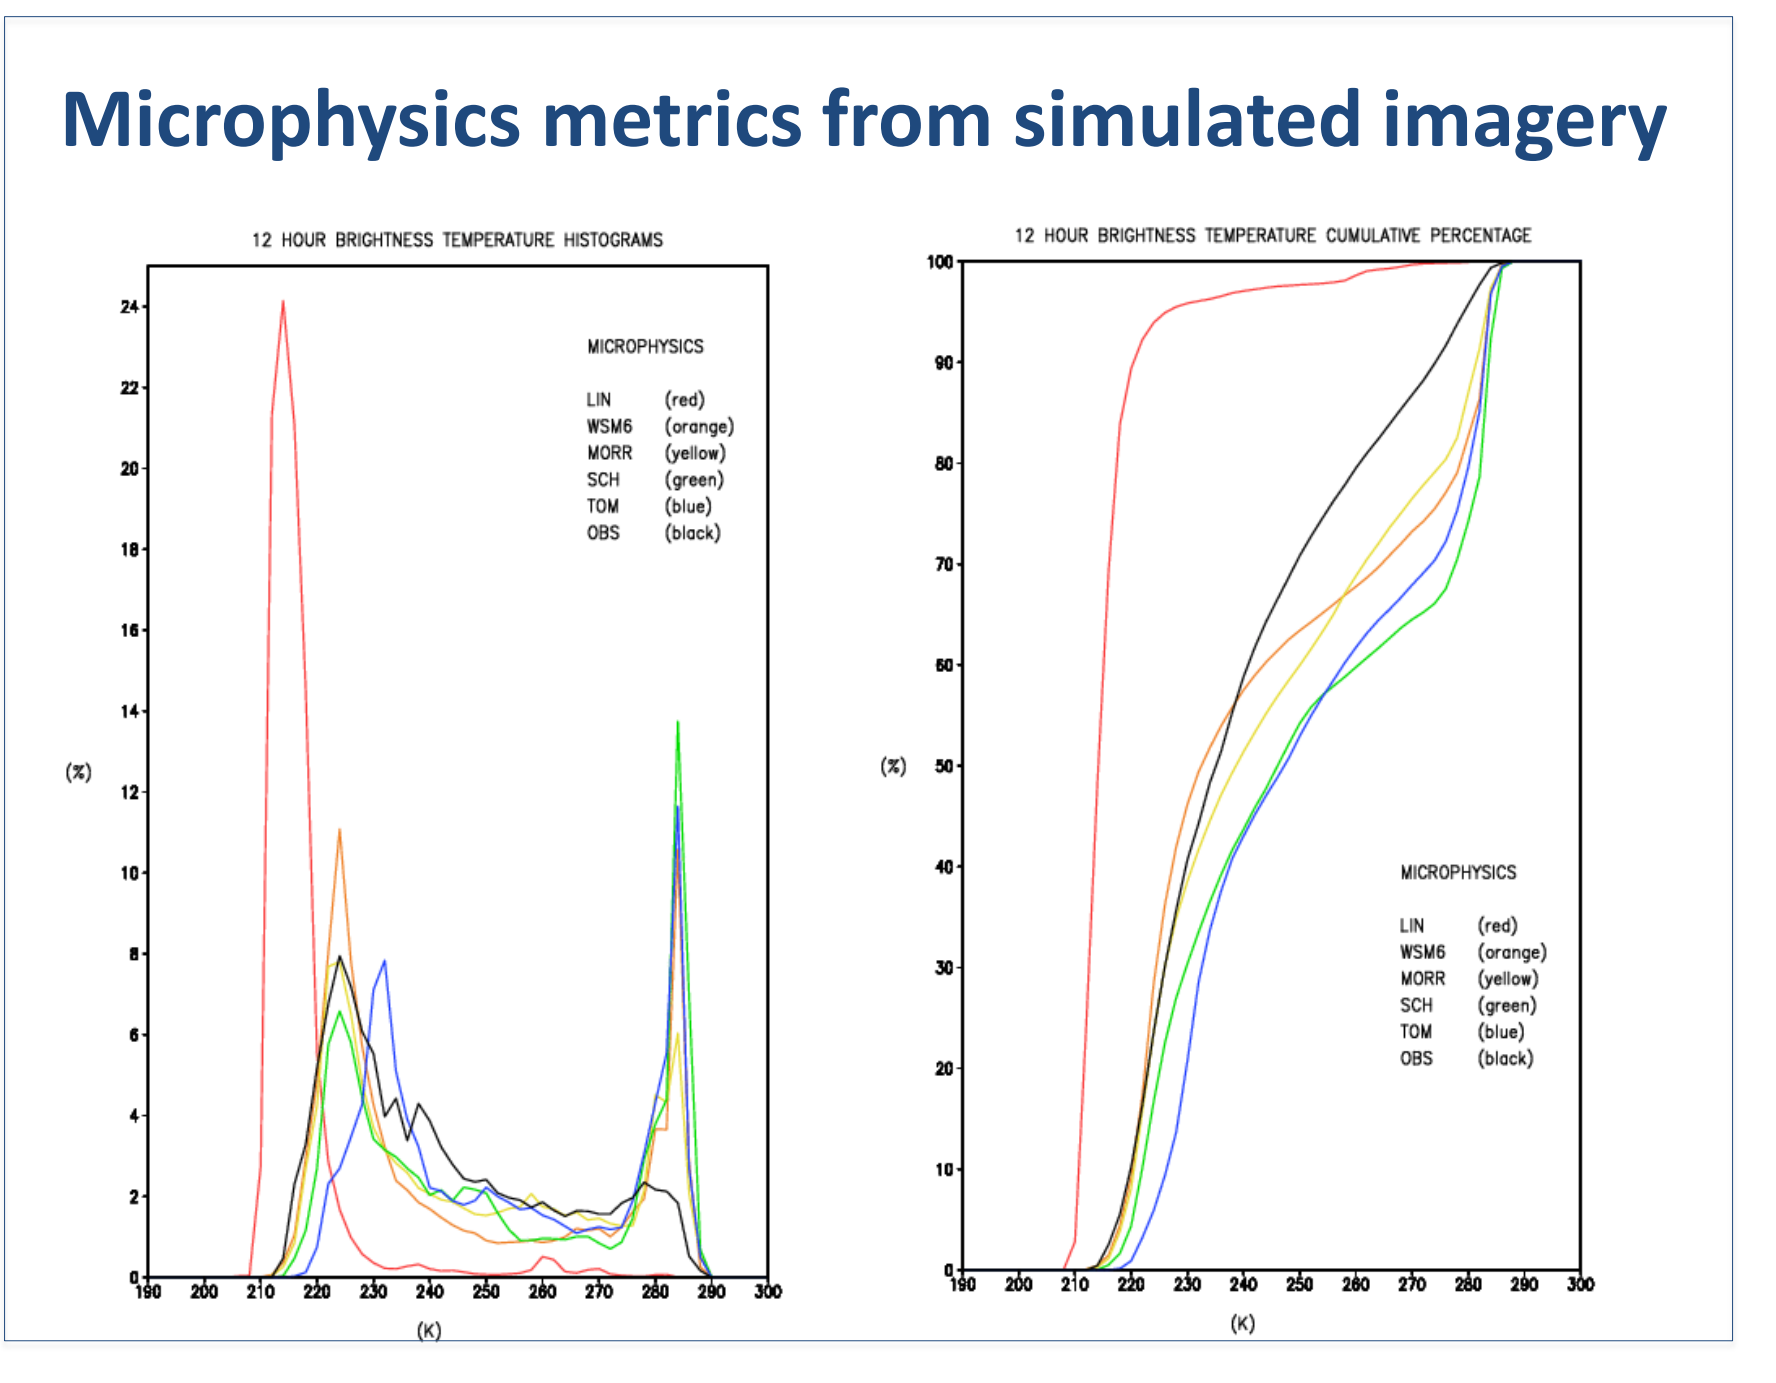 Microphysics metrics from simulated imagery
12 HOUR BRIGHTNESS TEMPERATURE HISTOGRAMS
24
22
20
18
16
14
12
10
8
6
4
2
0
(%)
MICROPHYSICS
LIN (red)
WSM6 (orange)
MORR (yellow)
SCH (green)
TOM (blue)
OBS (black)
190 200 210 220 230 240 250 260 270 280 290 300
(K)
12 HOUR BRIGHTNESS TEMPERATURE CUMULATIVE PERCENTAGE
100
90
80
70
60
50
40
30
20
10
0
(%)
MICROPHYSICS
LIN (red)
WSM6 (orange)
MORR (yellow)
SCH (green)
TOM (blue)
OBS (black)
190 200 210 220 230 240 250 260 270 280 290 300
(K)